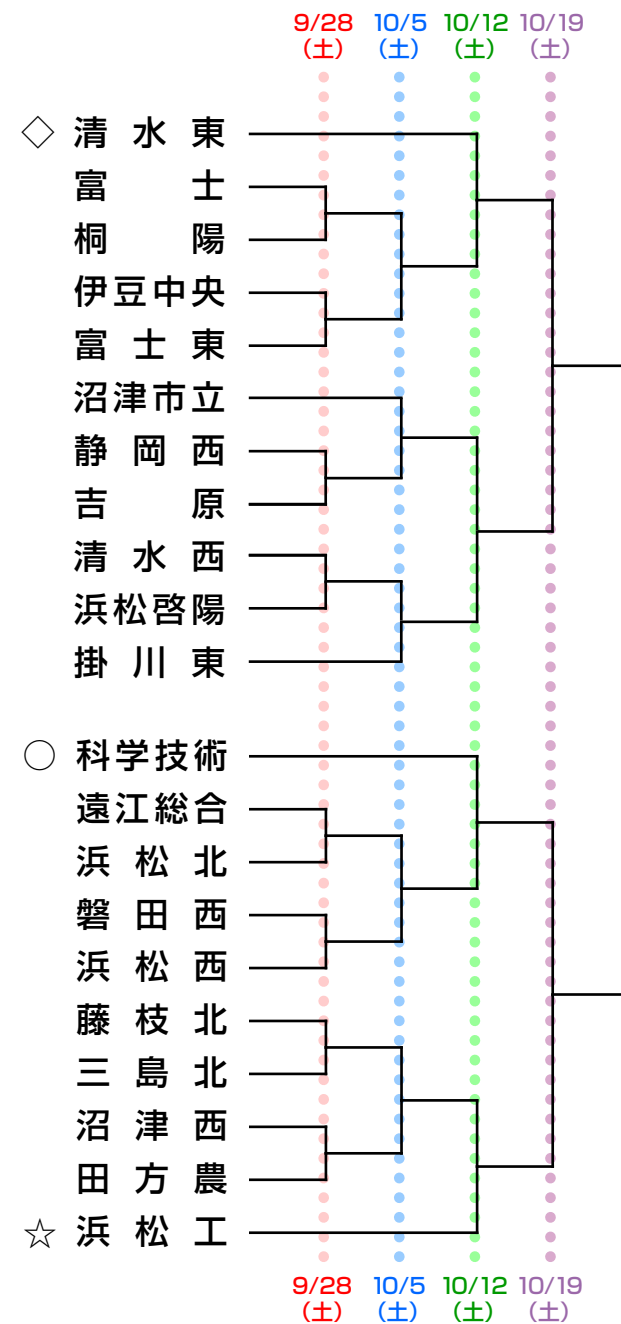 9/28 10/5 10/12 10/19
(土) (土) (土) (土)
◇ 清水東
富士
桐陽
伊豆中央
富士東
沼津市立
静岡西
吉原
清水西
浜松啓陽
掛川東
○ 科学技術
遠江総合
浜松北
磐田西
浜松西
藤枝北
三島北
沼津西
田方農
☆ 浜松工
9/28 10/5 10/12 10/19
(土) (土) (土) (土)